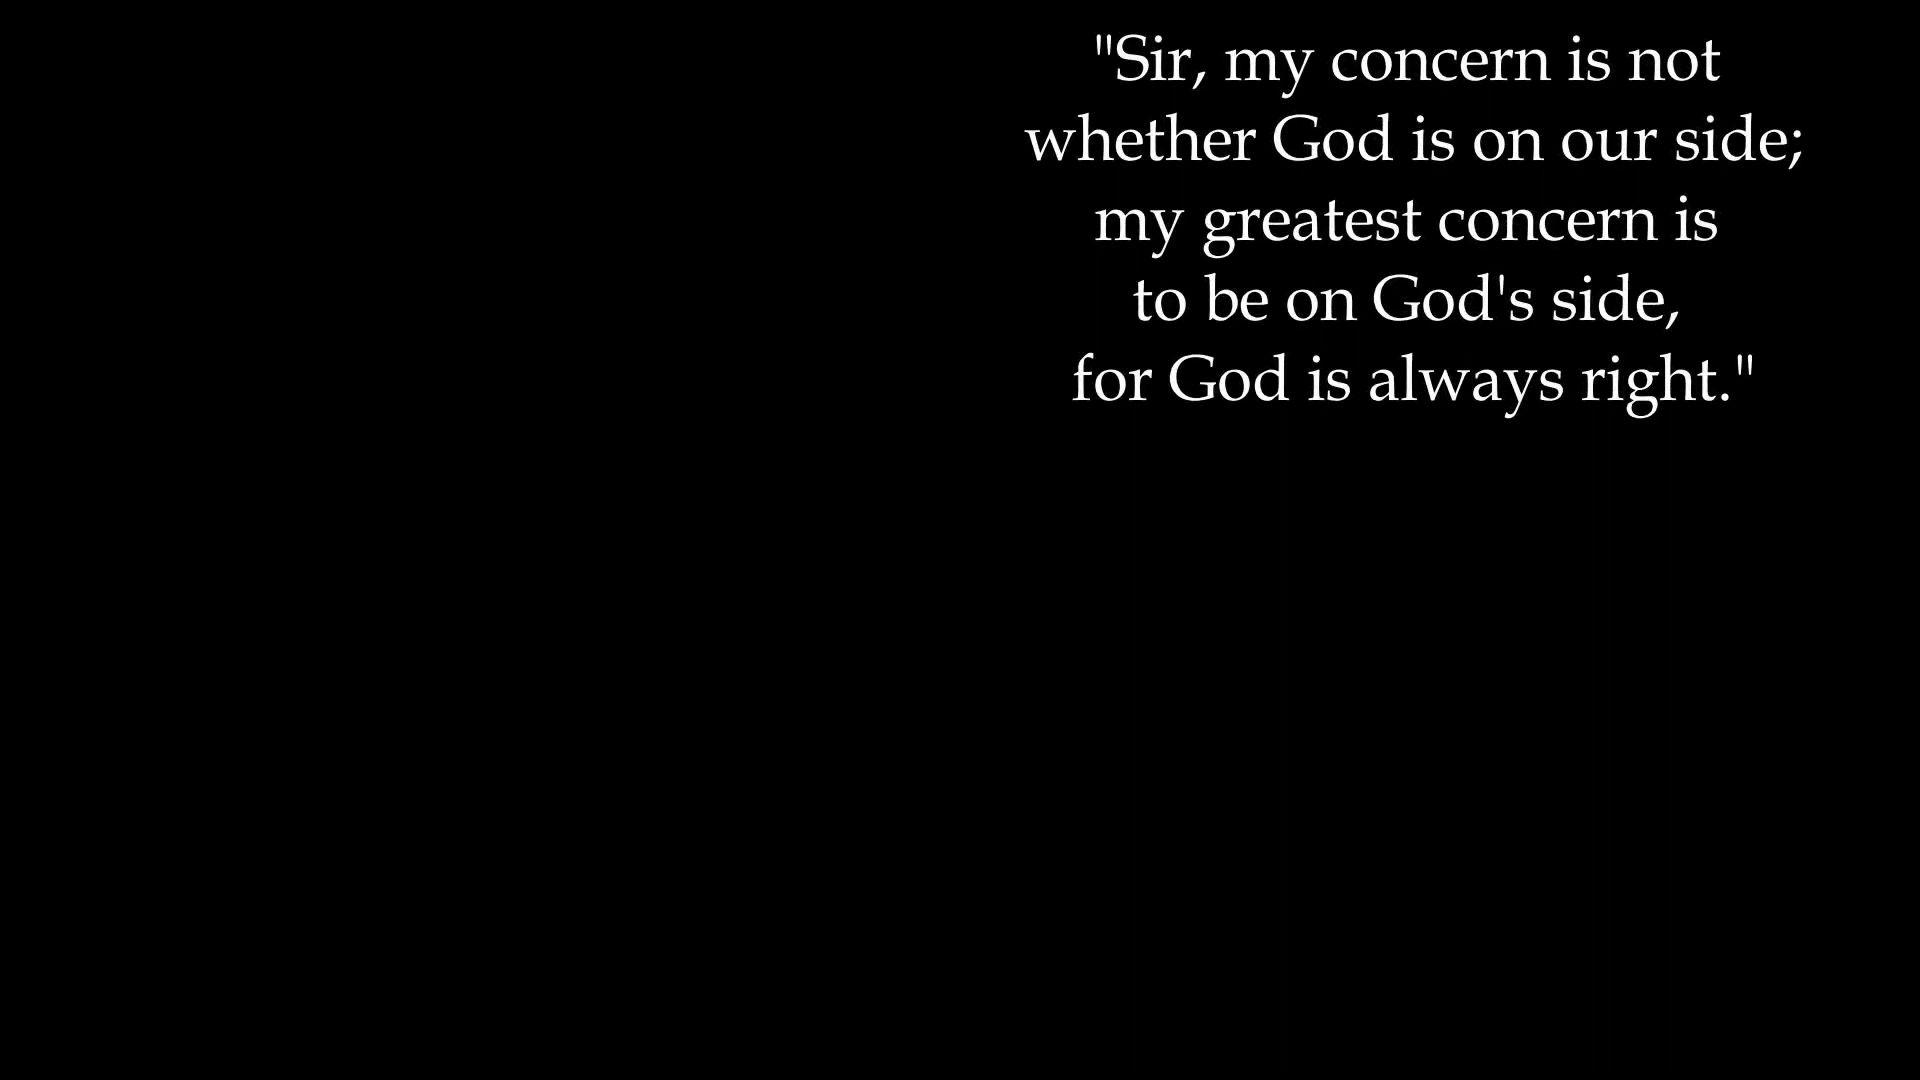 "Sir, my concern is not
whether God is on our side;
my greatest concern is
to be on God's side,
for God is always right."